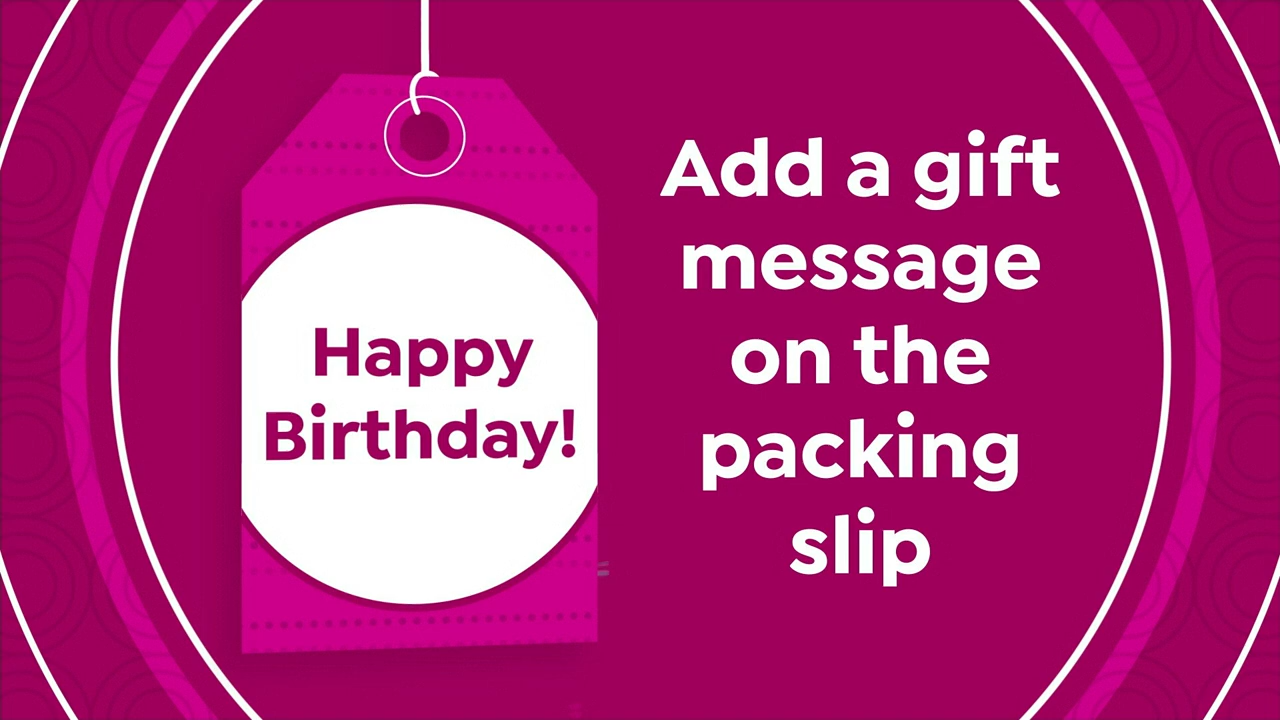 Happy
Birthday!
Add a gift
message
on the
packing
slip